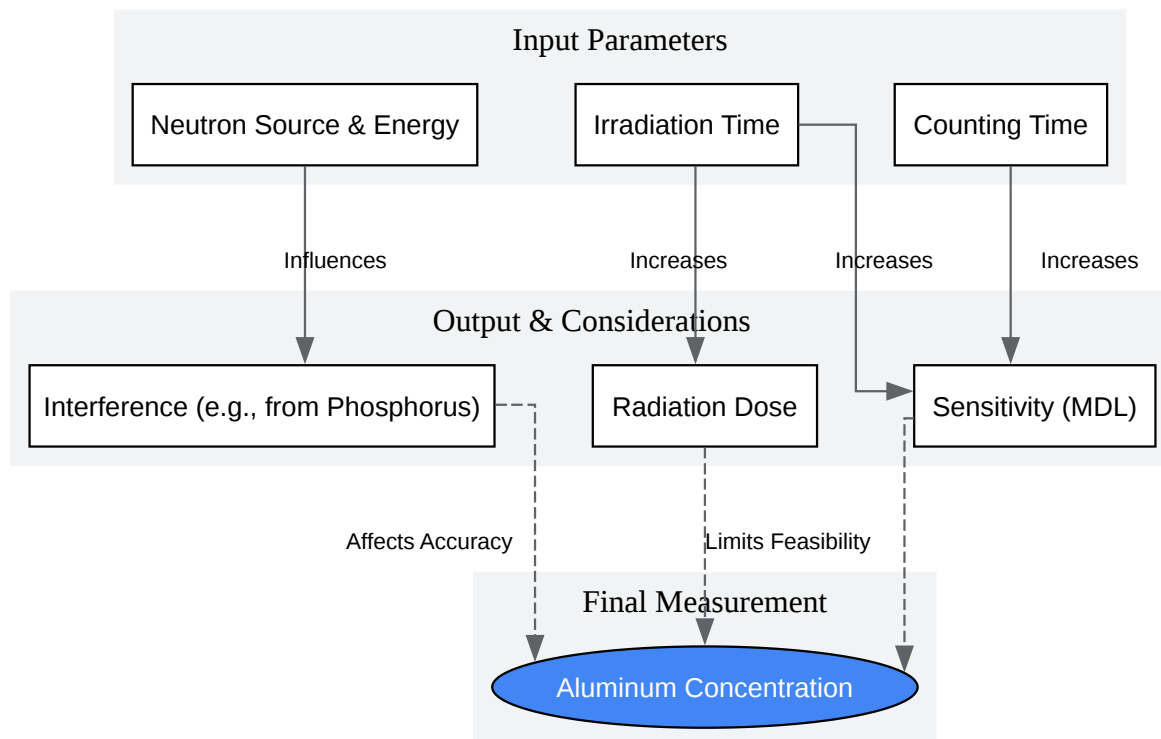 Input Parameters
Neutron Source & Energy
Irradiation Time
Counting Time
Influences
Increases
Increases
Increases
Output & Considerations
Interference (e.g., from Phosphorus)
Radiation Dose
Sensitivity (MDL)
Affects Accuracy
Limits Feasibility
Final Measurement
Aluminum Concentration